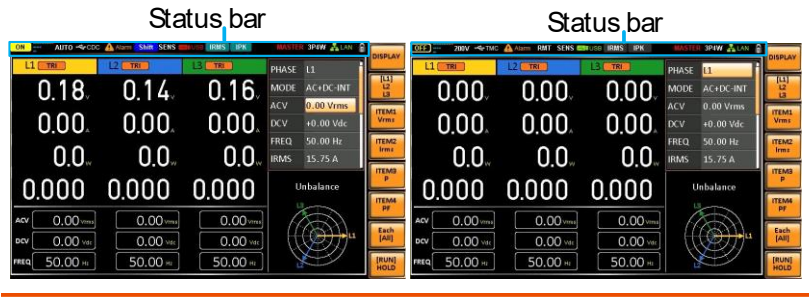 Status bar
ON AUTO CDC Alarm Shift SENS USB IRMS IPK MASTER 3P4W LAN
DISPLAY
L1 TRI L2 TRI L3 TRI
PHASE L1
[L1] L2 L3
0.18 V 0.14 V 0.16 V
MODE AC+DC-INT
ACV 0.00 Vrms
ITEM1 Vrms
0.00 A 0.00 A 0.00 A
DCV +0.00 Vdc
FREQ 50.00 Hz
ITEM2 Irms
0.0 W 0.0 W 0.0 W
IRMS 15.75 A
ITEM3 P
0.000 0.000 0.000
Unbalance
L3
ITEM4 PF
ACV 0.00 Vrms 0.00 Vrms 0.00 Vrms
L1
Each [All]
DCV 0.00 Vdc 0.00 Vdc 0.00 Vdc
FREQ 50.00 Hz 50.00 Hz 50.00 Hz
L2
[RUN] HOLD
Status bar
OFF 200V TMC Alarm RMT SENS USB IRMS IPK MASTER 3P4W LAN
DISPLAY
L1 TRI L2 TRI L3 TRI
PHASE L1
[L1] L2 L3
0.00 V 0.00 V 0.00 V
MODE AC+DC-INT
ACV 0.00 Vrms
ITEM1 Vrms
0.00 A 0.00 A 0.00 A
DCV +0.00 Vdc
FREQ 50.00 Hz
ITEM2 Irms
0.0 W 0.0 W 0.0 W
IRMS 15.75 A
ITEM3 P
0.000 0.000 0.000
Unbalance
L3
ITEM4 PF
ACV 0.00 Vrms 0.00 Vrms 0.00 Vrms
L1
Each [All]
DCV 0.00 Vdc 0.00 Vdc 0.00 Vdc
FREQ 50.00 Hz 50.00 Hz 50.00 Hz
L2
[RUN] HOLD